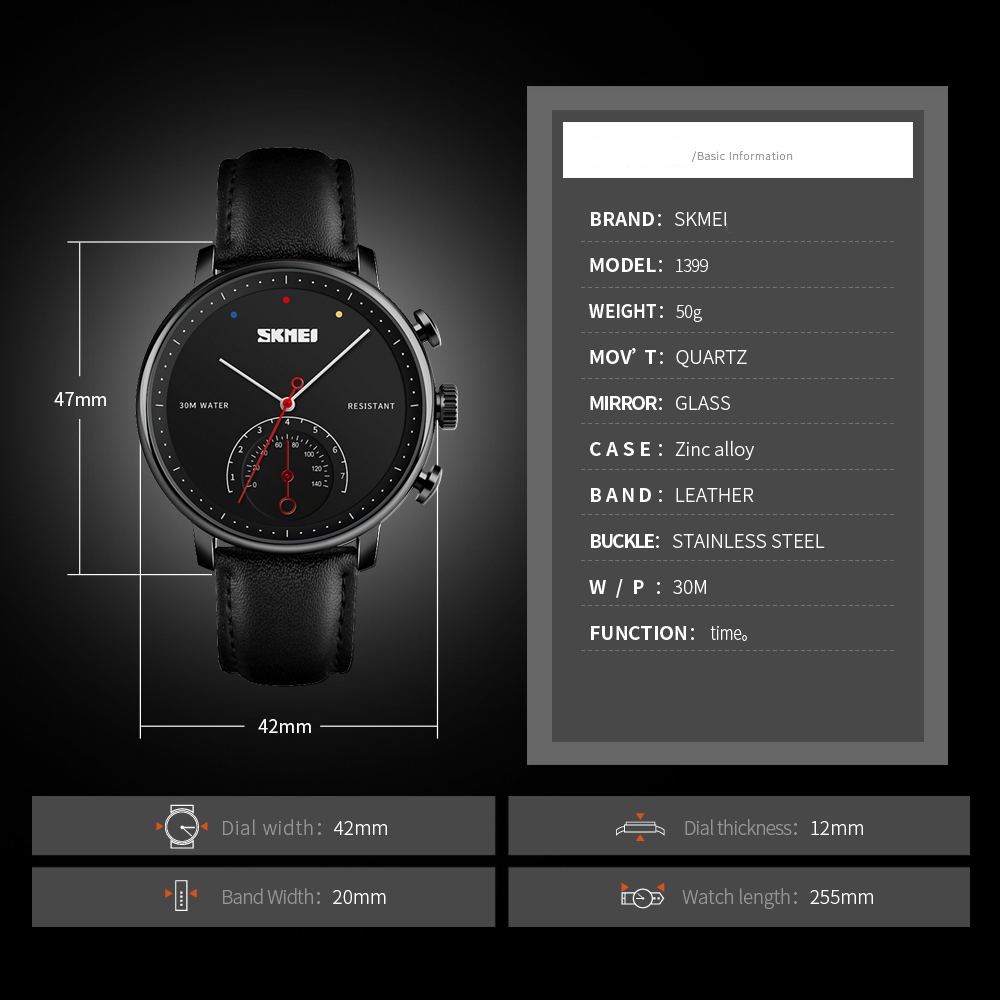 /Basic Information
BRAND: SKMEI
MODEL: 1399
WEIGHT: 50g
MOV’ T: QUARTZ
MIRROR: GLASS
CASE: Zinc alloy
BAND: LEATHER
BUCKLE: STAINLESS STEEL
W / P : 30M
FUNCTION: time。
SKMEI
30M WATER RESISTANT
1 2 3 4 5 6 7
0 60 80 100 120 140
47mm
42mm
Dial width: 42mm
Dial thickness: 12mm
Band Width: 20mm
Watch length: 255mm